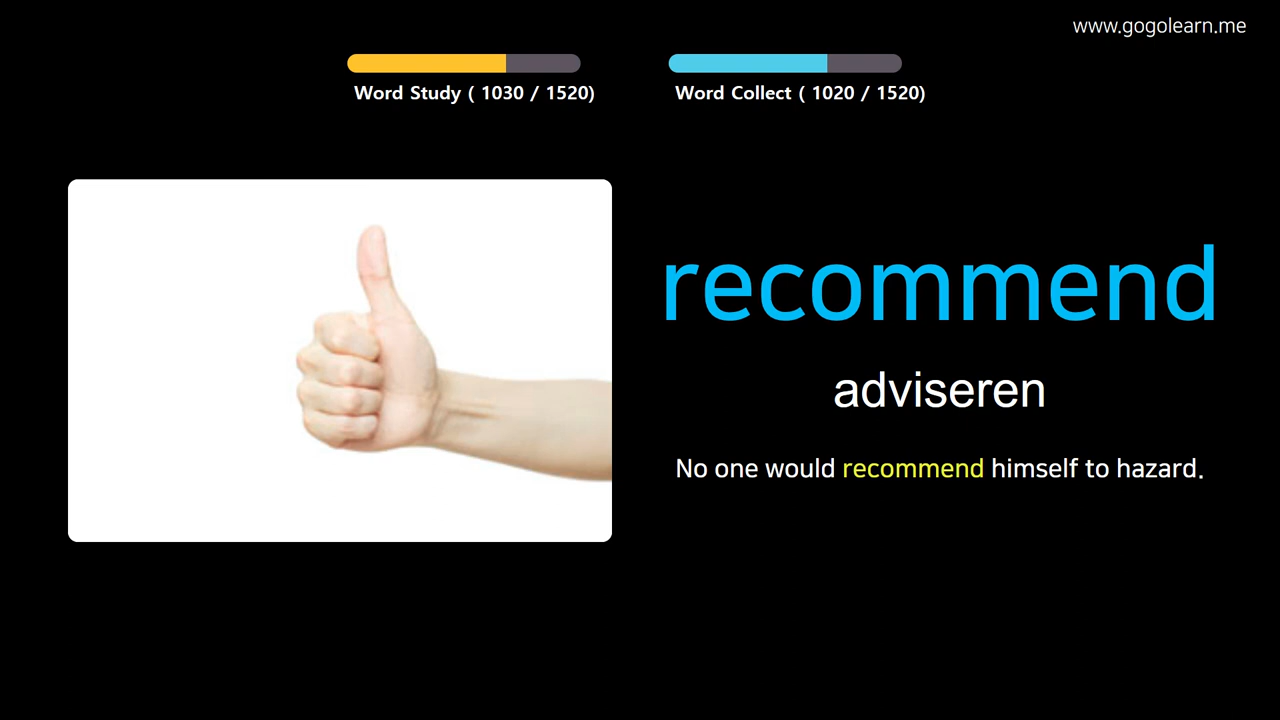 www.gogolearn.me
Word Study ( 1030 / 1520)
Word Collect ( 1020 / 1520)
recommend
adviseren
No one would recommend himself to hazard.